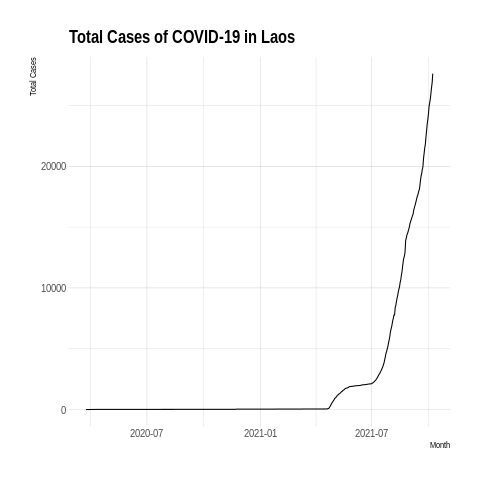 Total Cases of COVID-19 in Laos
Total Cases
20000
10000
0
2020-07 2021-01 2021-07
Month